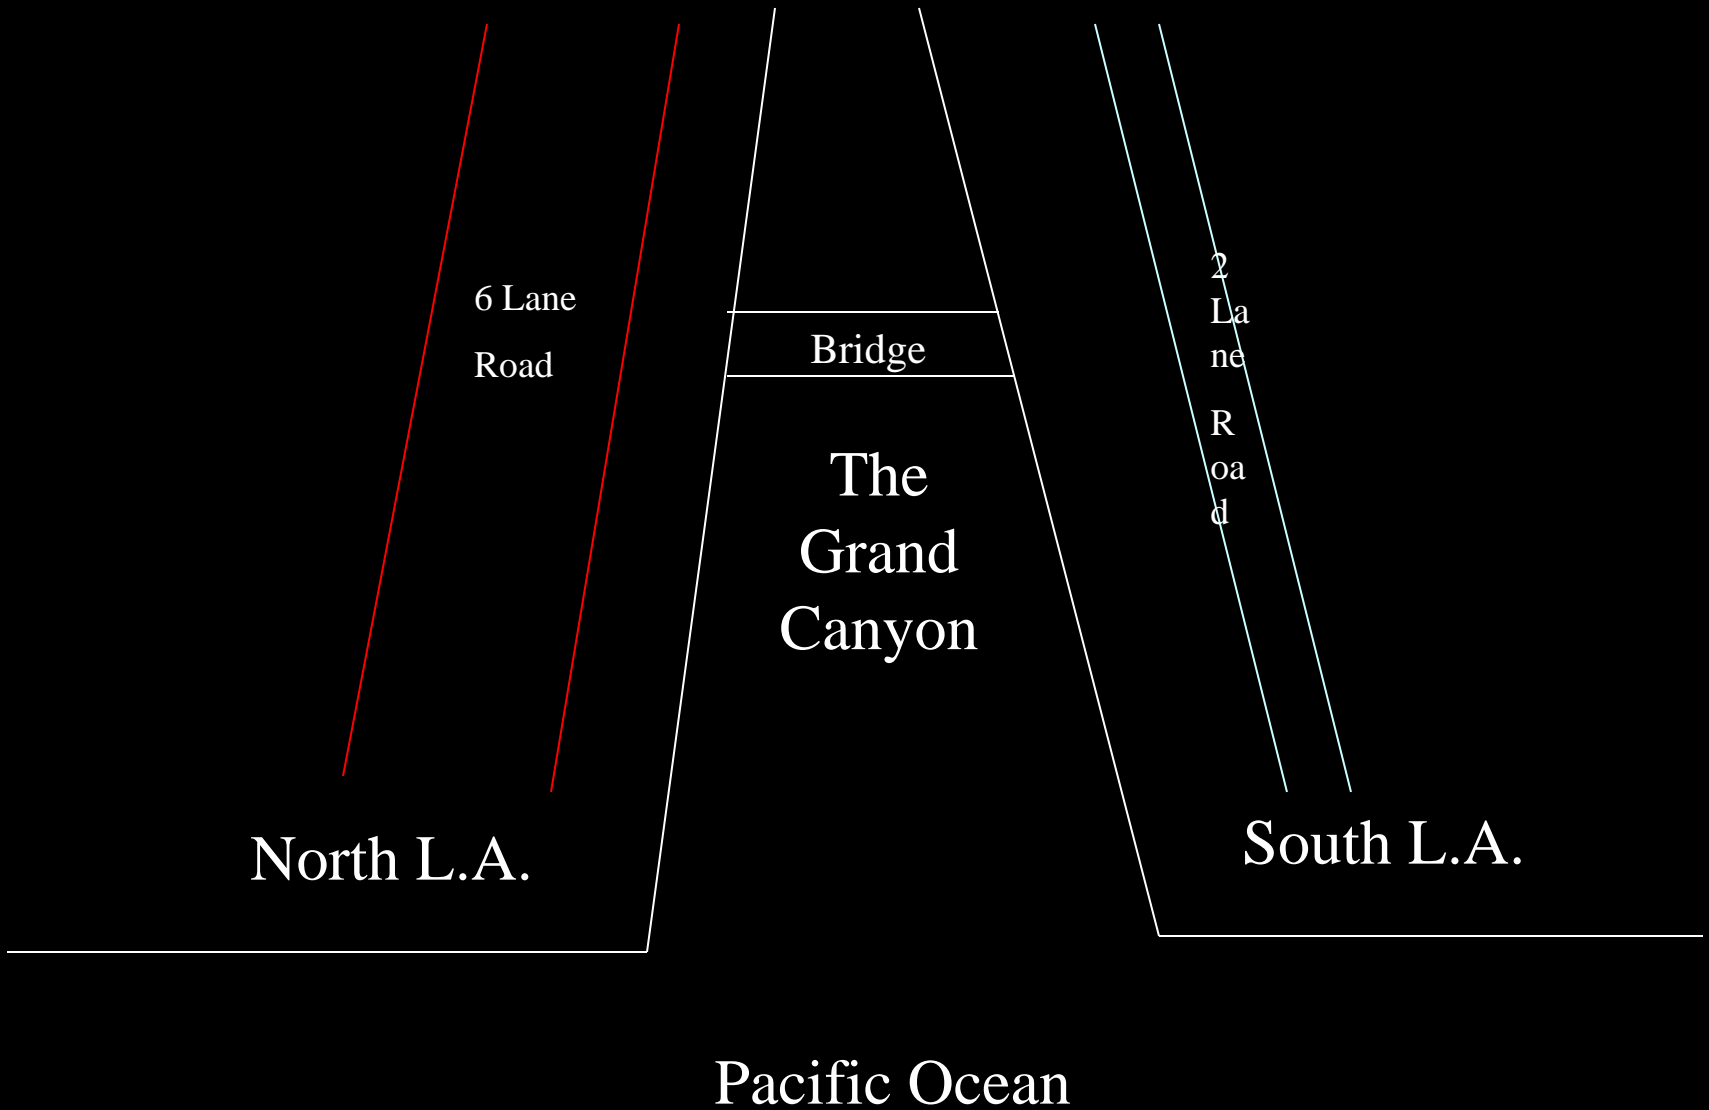 6 Lane
Road
Bridge
2
La
ne
R
oa
d
The
Grand
Canyon
North L.A.
South L.A.
Pacific Ocean